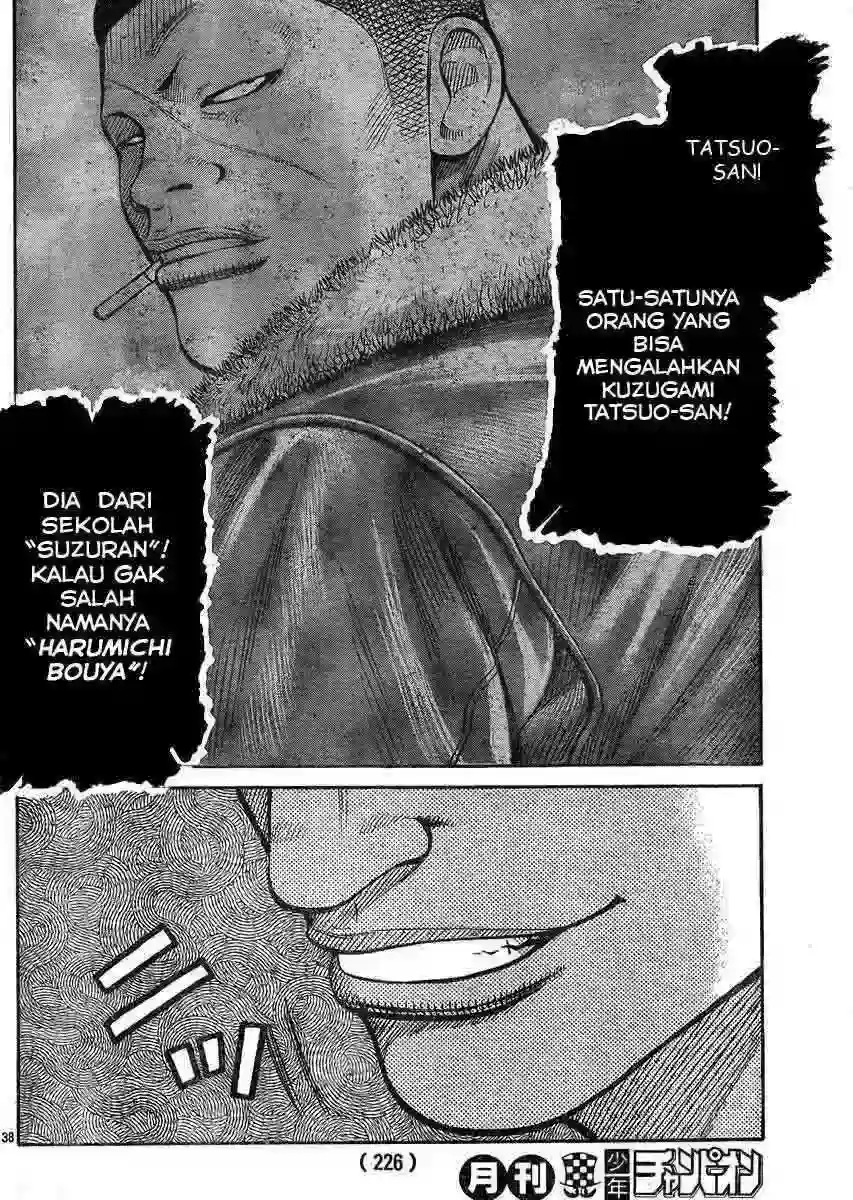 TATSUO-
SAN!
SATU-SATUNYA
ORANG YANG
BISA
MENGALAHKAN
KUZUGAMI
TATSUO-SAN!
DIA DARI
SEKOLAH
"SUZURAN"!
KALAU GAK
SALAH
NAMANYA
"HARUMICHI
BOUYA"!
ニッ
38
(226)
月刊 少年チャンピオン